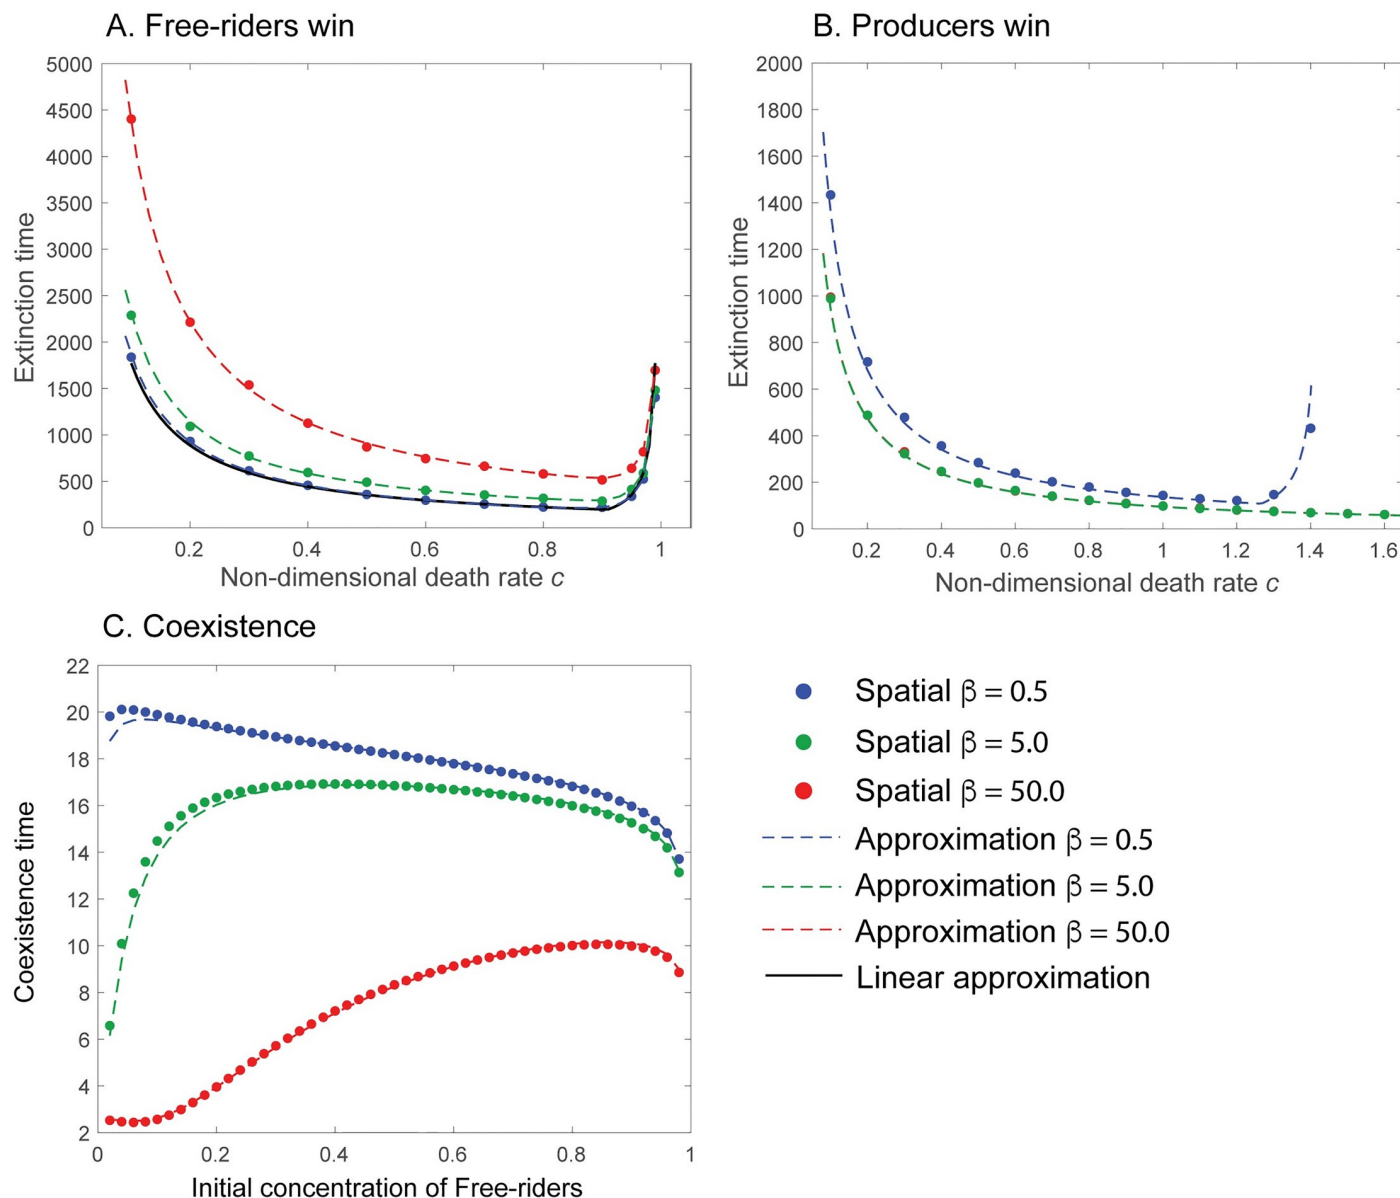 A. Free-riders win
5000
4500
4000
3500
3000
2500
2000
1500
1000
500
0
Extinction time
0.2 0.4 0.6 0.8 1
Non-dimensional death rate c
B. Producers win
2000
1800
1600
1400
1200
1000
800
600
400
200
0
Extinction time
0.2 0.4 0.6 0.8 1 1.2 1.4 1.6
Non-dimensional death rate c
C. Coexistence
22
20
18
16
14
12
10
8
6
4
2
Coexistence time
0 0.2 0.4 0.6 0.8 1
Initial concentration of Free-riders
Spatial β = 0.5
Spatial β = 5.0
Spatial β = 50.0
Approximation β = 0.5
Approximation β = 5.0
Approximation β = 50.0
Linear approximation